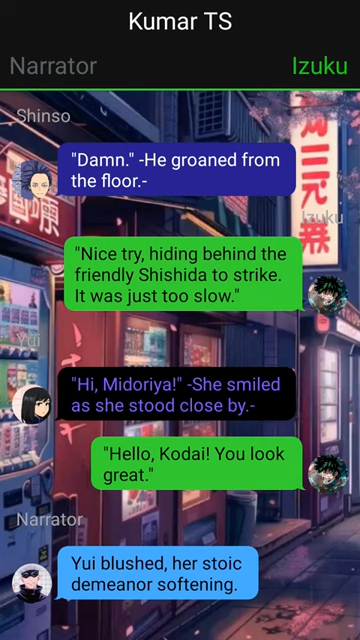 Kumar TS
Narrator
Izuku
Shinso
"Damn." -He groaned from
the floor.-
Izuku
"Nice try, hiding behind the
friendly Shishida to strike.
It was just too slow."
Yui
"Hi, Midoriya!" -She smiled
as she stood close by.-
"Hello, Kodai! You look
great."
Narrator
Yui blushed, her stoic
demeanor softening.